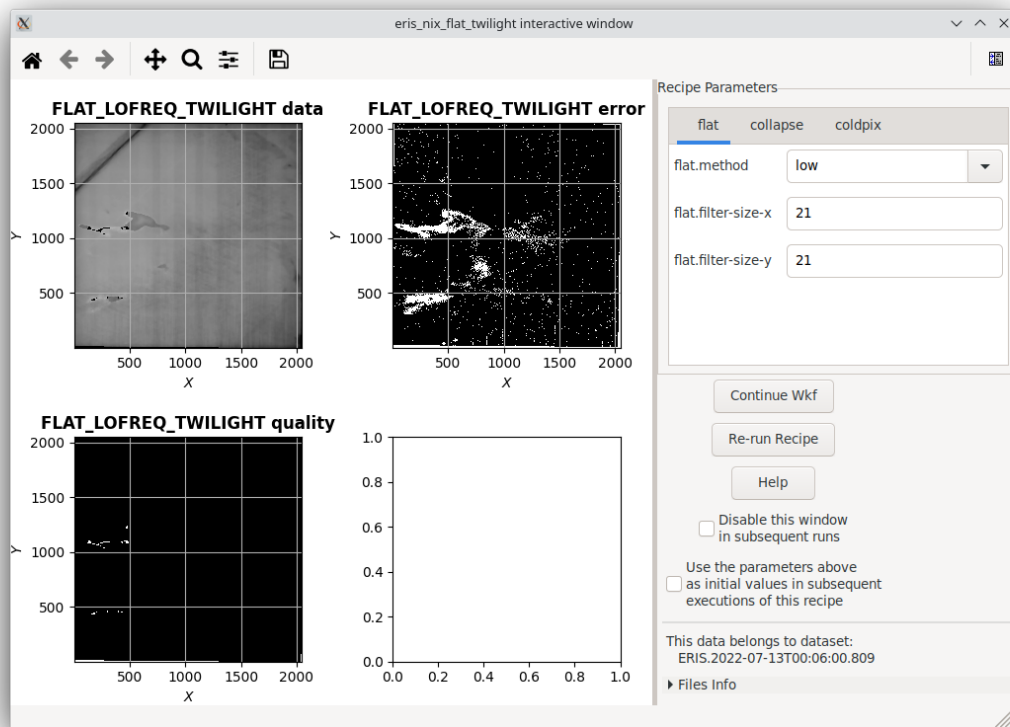 eris_nix_flat_twilight interactive window
Recipe Parameters
FLAT_LOFREQ_TWILIGHT data
2000
1500
1000
500
Y
500
1000
1500
2000
X
FLAT_LOFREQ_TWILIGHT error
2000
1500
1000
500
Y
500
1000
1500
2000
X
FLAT_LOFREQ_TWILIGHT quality
2000
1500
1000
500
Y
500
1000
1500
2000
X
1.0
0.8
0.6
0.4
0.2
0.0
0.0
0.2
0.4
0.6
0.8
1.0
flat
collapse
coldpix
flat.method
low
flat.filter-size-x
21
flat.filter-size-y
21
Continue Wkf
Re-run Recipe
Help
Disable this window
in subsequent runs
Use the parameters above
as initial values in subsequent
executions of this recipe
This data belongs to dataset:
ERIS.2022-07-13T00:06:00.809
Files Info